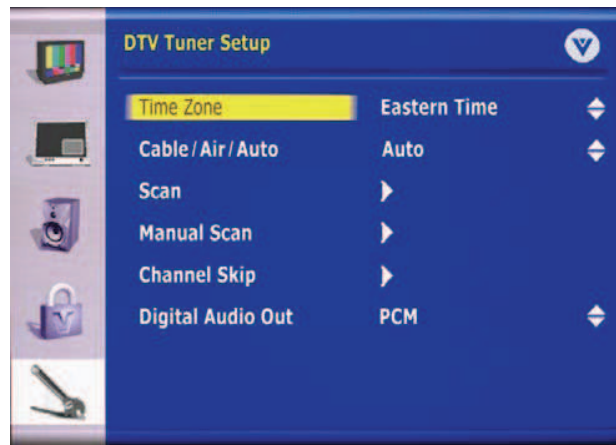 DTV Tuner Setup
V
Time Zone Eastern Time
Cable/Air/Auto Auto
Scan
Manual Scan
Channel Skip
Digital Audio Out PCM